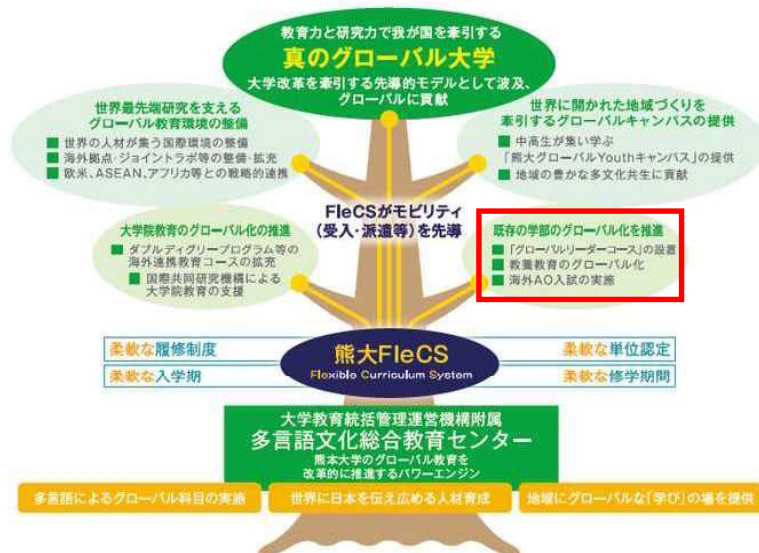 教育力と研究力で我が国を牽引する
真のグローバル大学
大学改革を牽引する先導的モデルとして波及、
グローバルに貢献
世界最先端研究を支える
グローバル教育環境の整備
世界の人材が集う国際環境の整備
海外拠点・ジョイントラボ等の整備・拡充
欧米、ASEAN、アフリカ等との戦略的連携
世界に開かれた地域づくりを
牽引するグローバルキャンパスの提供
中高生が集い学ぶ
「熊大グローバルYouthキャンパス」の提供
地域の豊かな多文化共生に貢献
FleCSがモビリティ
(受入・派遣等)を先導
大学院教育のグローバル化の推進
ダブルディグリープログラム等の
海外連携教育コースの拡充
国際共同研究機構による
大学院教育の支援
既存の学部のグローバル化を推進
「グローバルリーダーコース」の設置
教養教育のグローバル化
海外AO入試の実施
柔軟な履修制度
柔軟な入学期
熊大FleCS
Flexible Curriculum System
柔軟な単位認定
柔軟な修学期間
大学教育統括管理運営機構附属
多言語文化総合教育センター
熊本大学のグローバル教育を
改革的に推進するパワーエンジン
多言語によるグローバル科目の実施
世界に日本を伝え広める人材育成
地域にグローバルな「学び」の場を提供